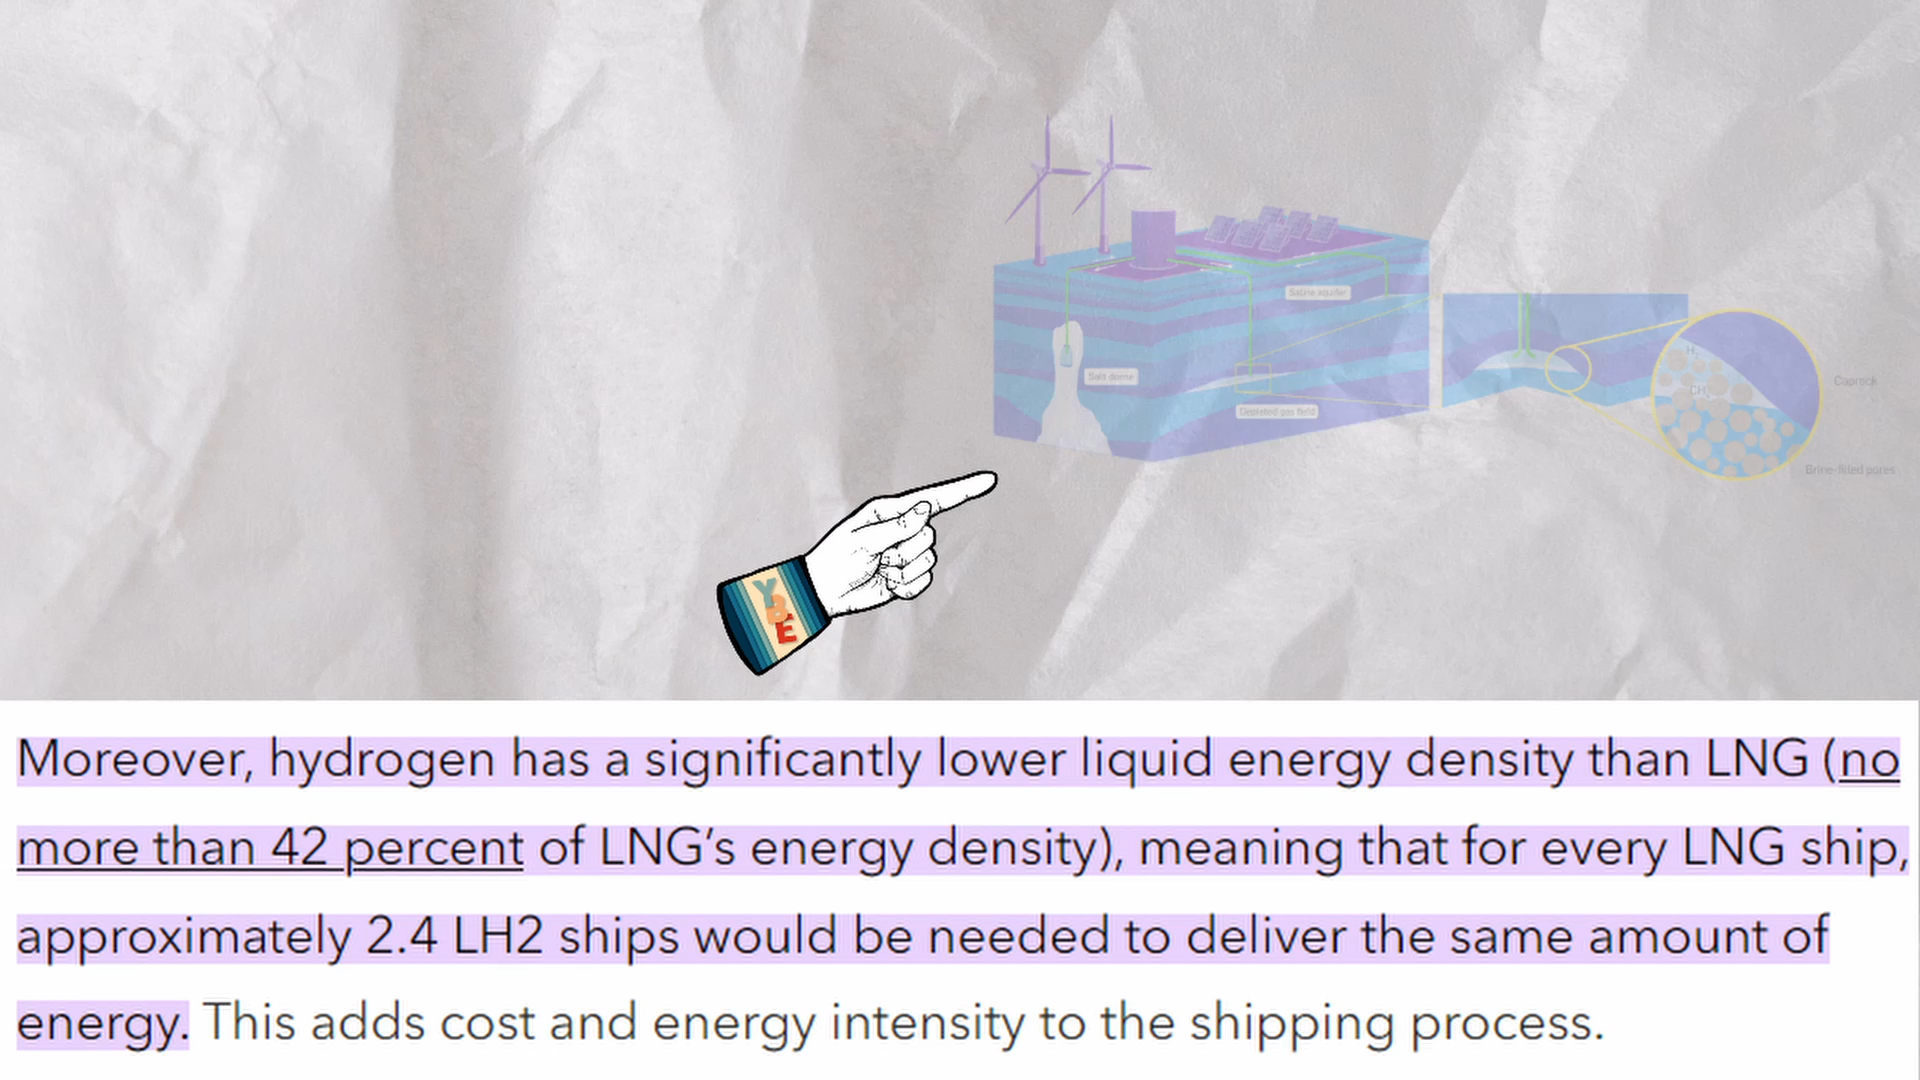 Saline aquifer
Salt dome
Depleted gas field
H2
CH4
Caprock
Brine-filled pores
YBE
Moreover, hydrogen has a significantly lower liquid energy density than LNG (no
more than 42 percent of LNG’s energy density), meaning that for every LNG ship,
approximately 2.4 LH2 ships would be needed to deliver the same amount of
energy. This adds cost and energy intensity to the shipping process.